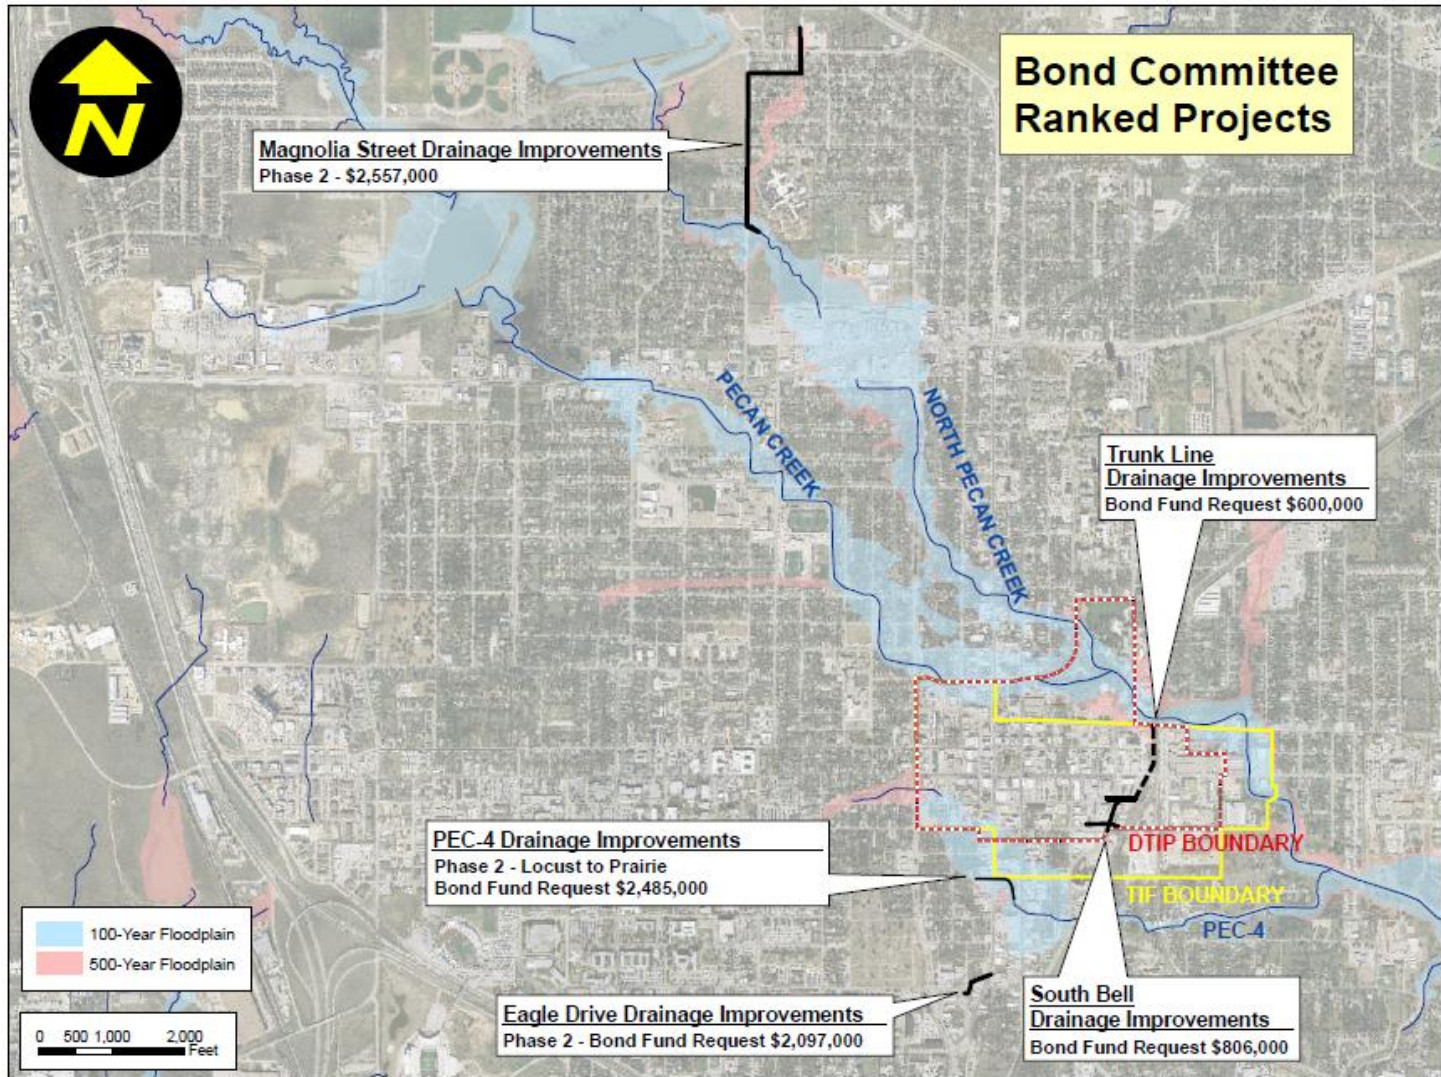 N
Bond Committee
Ranked Projects
Magnolia Street Drainage Improvements
Phase 2 - $2,557,000
PECAN CREEK
NORTH PECAN CREEK
Trunk Line
Drainage Improvements
Bond Fund Request $600,000
PEC-4 Drainage Improvements
Phase 2 - Locust to Prairie
Bond Fund Request $2,485,000
DTIP BOUNDARY
TIF BOUNDARY
PEC-4
100-Year Floodplain
500-Year Floodplain
Eagle Drive Drainage Improvements
Phase 2 - Bond Fund Request $2,097,000
South Bell
Drainage Improvements
Bond Fund Request $806,000
0 500 1,000 2,000
Feet